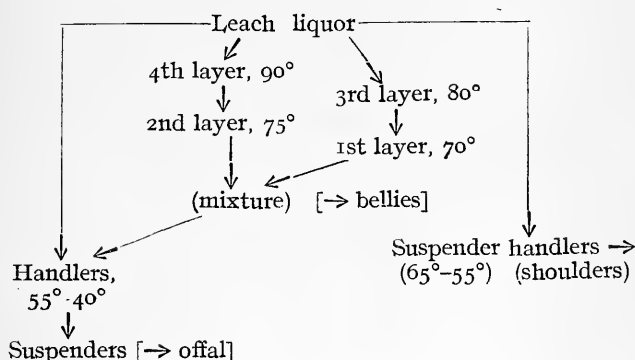 Leach liquor
4th layer, 90°
3rd layer, 80°
2nd layer, 75°
1st layer, 70°
(mixture) [→ bellies]
Suspender handlers →
(65°–55°) (shoulders)
Handlers,
55°-40°
Suspenders [→ offal]